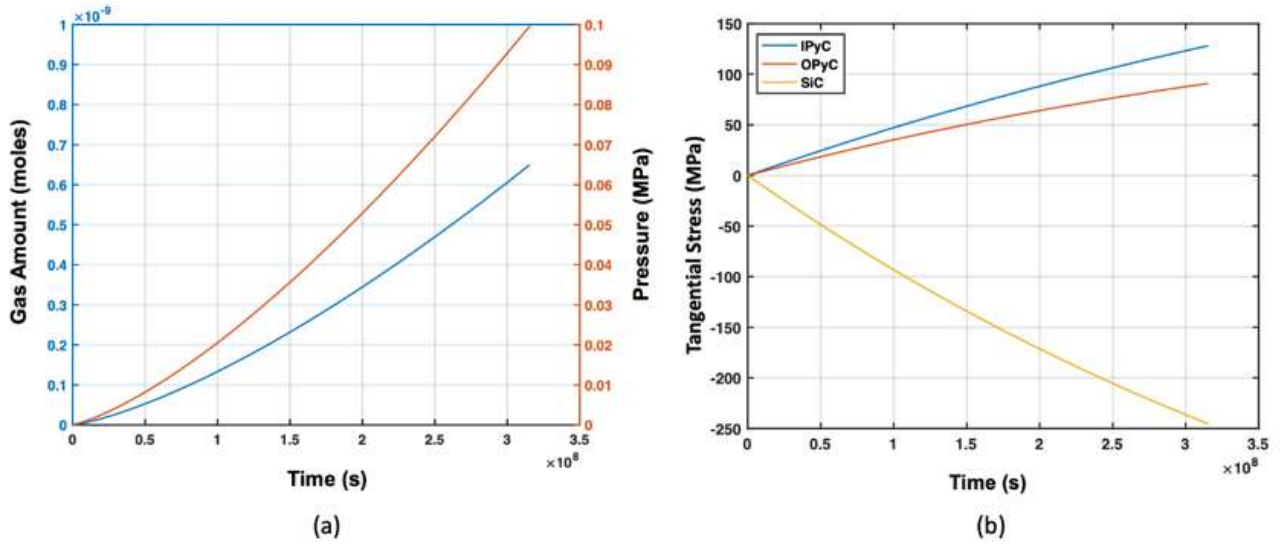 ×10⁻⁹
1
0.9
0.8
0.7
0.6
0.5
0.4
0.3
0.2
0.1
0
Gas Amount (moles)
0.1
0.09
0.08
0.07
0.06
0.05
0.04
0.03
0.02
0.01
0
Pressure (MPa)
0 0.5 1 1.5 2 2.5 3 3.5
×10⁸
Time (s)
(a)
150
100
50
0
-50
-100
-150
-200
-250
Tangential Stress (MPa)
IPyC
OPyC
SiC
0 0.5 1 1.5 2 2.5 3 3.5
×10⁸
Time (s)
(b)